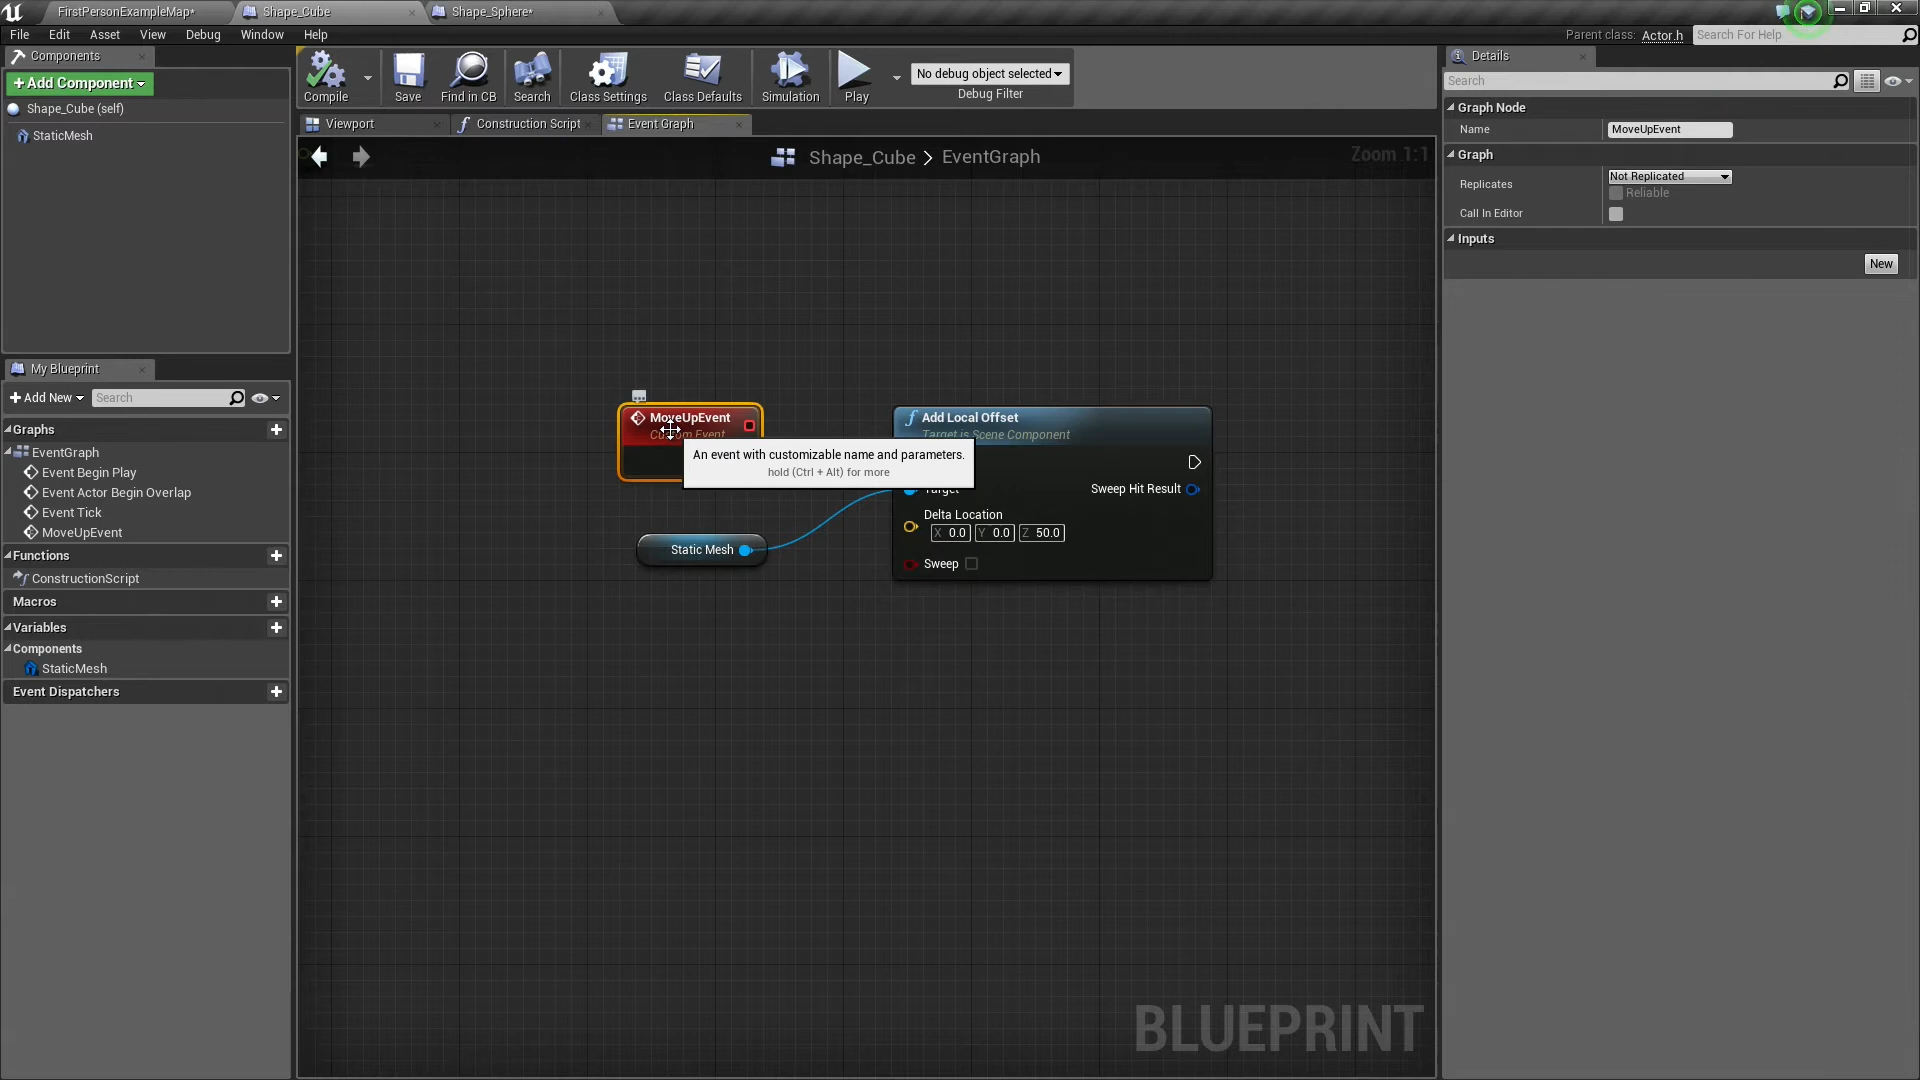 FirstPersonExampleMap*
Shape_Cube
Shape_Sphere*
File Edit Asset View Debug Window Help
Parent class: Actor.h Search For Help
Components
+Add Component
Shape_Cube (self)
StaticMesh
Compile Save Find in CB Search Class Settings Class Defaults Simulation Play
No debug object selected
Debug Filter
Viewport Construction Script Event Graph
Shape_Cube > EventGraph
Zoom 1:1
MoveUpEvent
Custom Event
An event with customizable name and parameters.
hold (Ctrl + Alt) for more
Add Local Offset
Target is Scene Component
Target
Sweep Hit Result
Delta Location
X 0.0 Y 0.0 Z 50.0
Sweep
Static Mesh
BLUEPRINT
My Blueprint
+Add New Search
Graphs
EventGraph
Event Begin Play
Event Actor Begin Overlap
Event Tick
MoveUpEvent
Functions
ConstructionScript
Macros
Variables
Components
StaticMesh
Event Dispatchers
Details
Search
Graph Node
Name MoveUpEvent
Graph
Replicates Not Replicated
Reliable
Call In Editor
Inputs
New